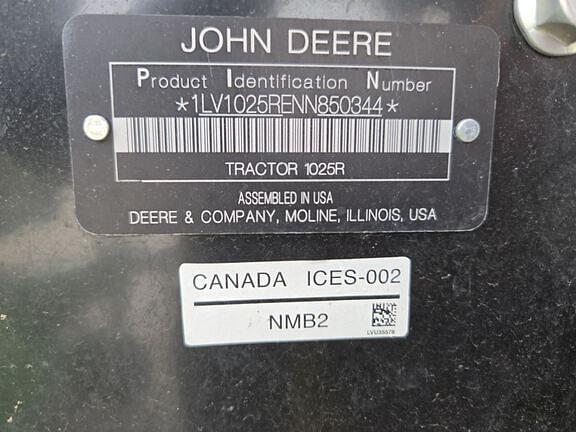 JOHN DEERE
Product Identification Number
*1LV1025RENN850344*
TRACTOR 1025R
ASSEMBLED IN USA
DEERE & COMPANY, MOLINE, ILLINOIS, USA
CANADA ICES-002
NMB2
LVU35578